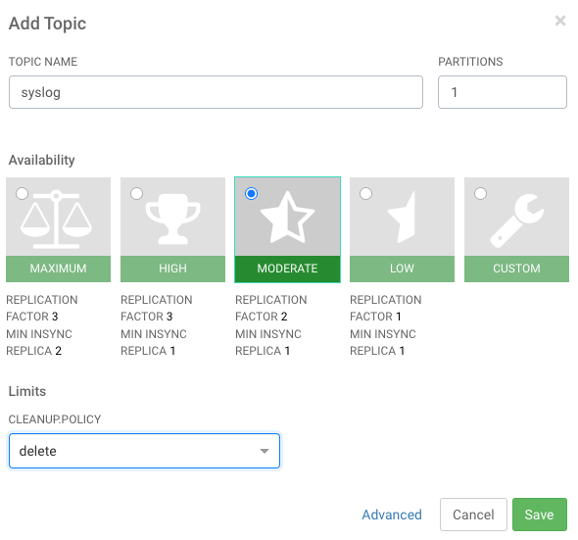 Add Topic ×
TOPIC NAME PARTITIONS
syslog 1
Availability
MAXIMUM HIGH MODERATE LOW CUSTOM
REPLICATION REPLICATION REPLICATION REPLICATION
FACTOR 3 FACTOR 3 FACTOR 2 FACTOR 1
MIN INSYNC MIN INSYNC MIN INSYNC MIN INSYNC
REPLICA 2 REPLICA 1 REPLICA 1 REPLICA 1
Limits
CLEANUP.POLICY
delete
Advanced Cancel Save